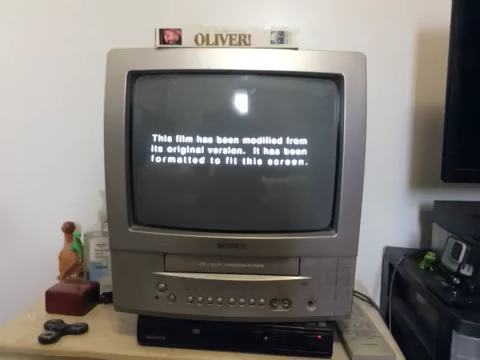 OLIVER!
This film has been modified from
its original version. It has been
formatted to fit this screen.